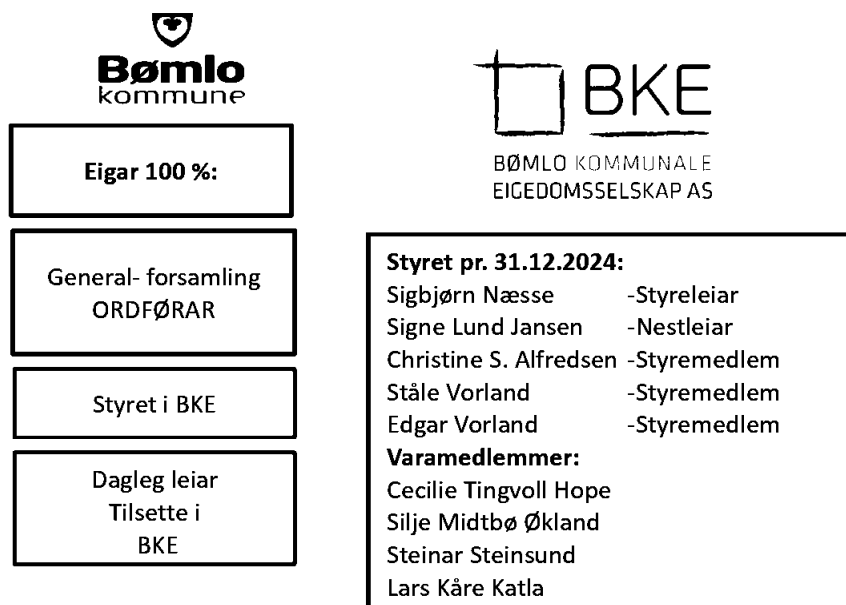 Bømlo
kommune
Eigar 100 %:
General- forsamling
ORDFØRAR
Styret i BKE
Dagleg leiar
Tilsette i
BKE
BKE
BØMLO KOMMUNALE
EIGEDOMSSELSKAP AS
Styret pr. 31.12.2024:
Sigbjørn Næsse -Styreleiar
Signe Lund Jansen -Nestleiar
Christine S. Alfredsen -Styremedlem
Ståle Vorland -Styremedlem
Edgar Vorland -Styremedlem
Varamedlemmer:
Cecilie Tingvoll Hope
Silje Midtbø Økland
Steinar Steinsund
Lars Kåre Katla